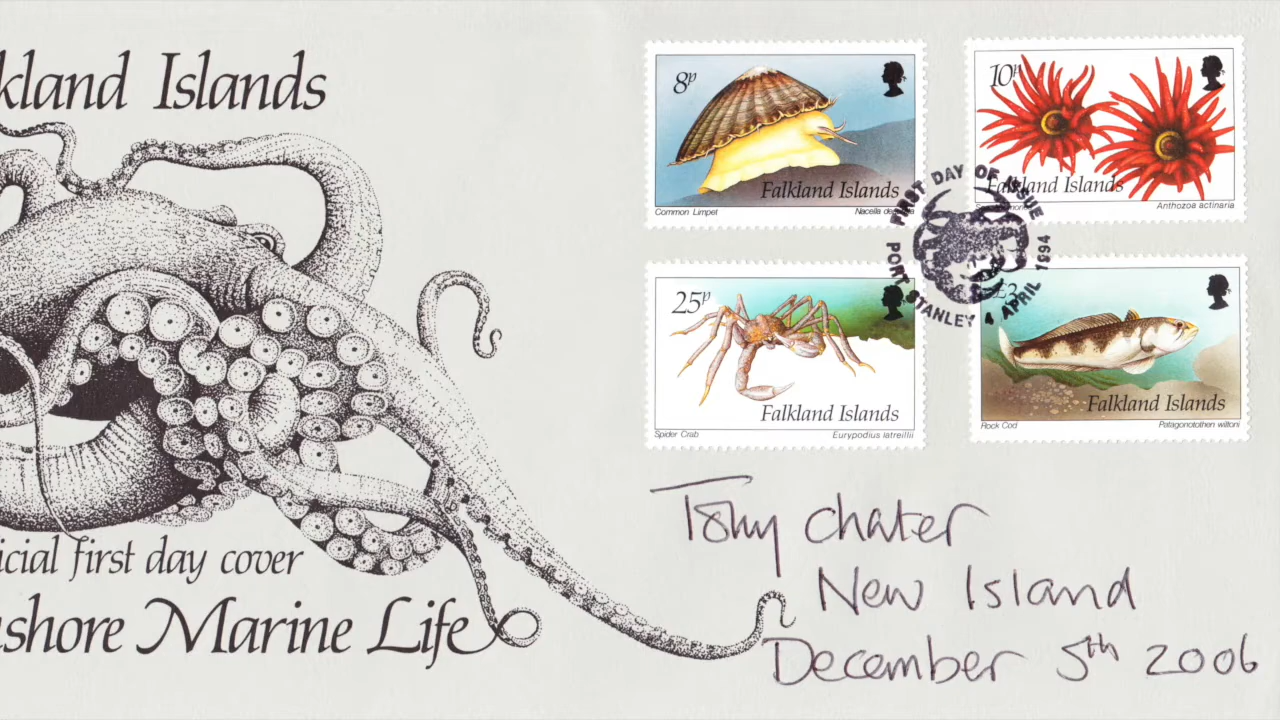 kland Islands
icial first day cover
shore Marine Life
8p
Falkland Islands
Common Limpet
Nacella
10p
Falkland Islands
Anthozoa actinaria
25p
Falkland Islands
Spider Crab
Eurypodius latreillii
£3
Falkland Islands
Rock Cod
Patagonotothen wiltoni
FIRST DAY OF ISSUE
PORT STANLEY 4 APRIL 1994
Tony Chater
New Island
December 5th 2006